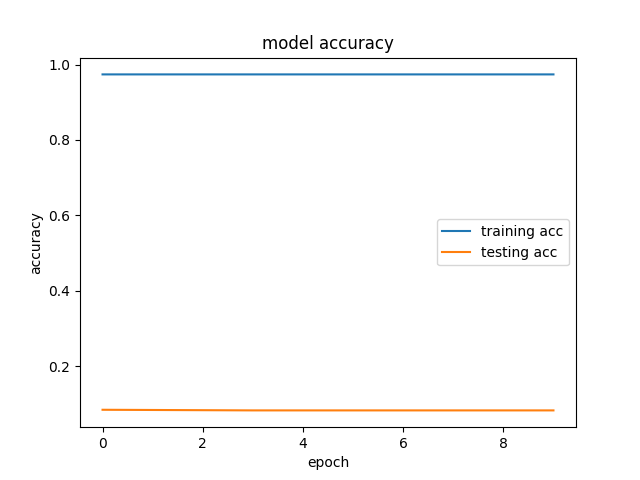 model accuracy
1.0
0.8
0.6
0.4
0.2
accuracy
training acc
testing acc
0 2 4 6 8
epoch